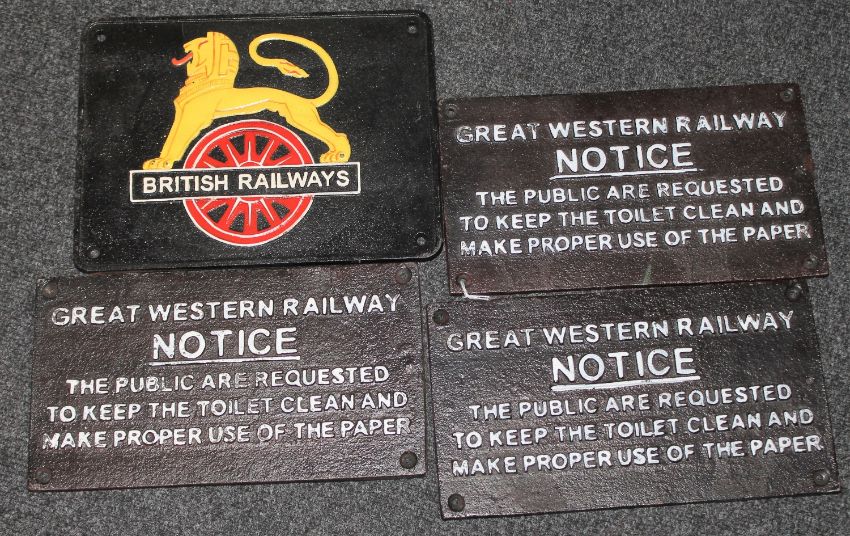 BRITISH RAILWAYS
GREAT WESTERN RAILWAY
NOTICE
THE PUBLIC ARE REQUESTED
TO KEEP THE TOILET CLEAN AND
MAKE PROPER USE OF THE PAPER
GREAT WESTERN RAILWAY
NOTICE
THE PUBLIC ARE REQUESTED
TO KEEP THE TOILET CLEAN AND
MAKE PROPER USE OF THE PAPER
GREAT WESTERN RAILWAY
NOTICE
THE PUBLIC ARE REQUESTED
TO KEEP THE TOILET CLEAN AND
MAKE PROPER USE OF THE PAPER